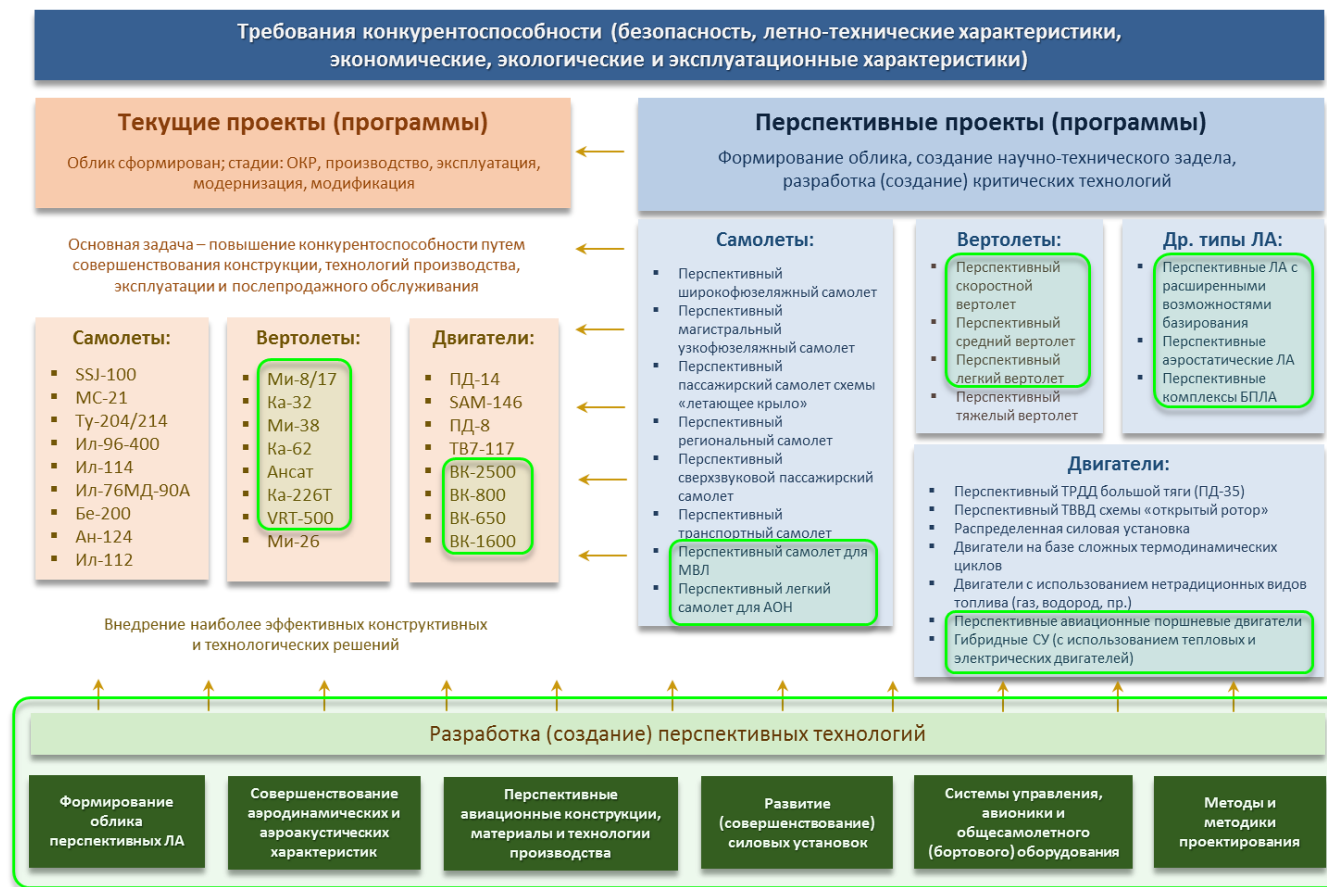 Требования конкурентоспособности (безопасность, летно-технические характеристики,
экономические, экологические и эксплуатационные характеристики)
Текущие проекты (программы)
Облик сформирован; стадии: ОКР, производство, эксплуатация,
модернизация, модификация
Основная задача – повышение конкурентоспособности путем
совершенствования конструкции, технологий производства,
эксплуатации и послепродажного обслуживания
Самолеты:
▪ SSJ-100
▪ МС-21
▪ Ту-204/214
▪ Ил-96-400
▪ Ил-114
▪ Ил-76МД-90А
▪ Бе-200
▪ Ан-124
▪ Ил-112
Вертолеты:
▪ Ми-8/17
▪ Ка-32
▪ Ми-38
▪ Ка-62
▪ Ансат
▪ Ка-226Т
▪ VRT-500
▪ Ми-26
Двигатели:
▪ ПД-14
▪ SAM-146
▪ ПД-8
▪ ТВ7-117
▪ ВК-2500
▪ ВК-800
▪ ВК-650
▪ ВК-1600
Внедрение наиболее эффективных конструктивных
и технологических решений
Перспективные проекты (программы)
Формирование облика, создание научно-технического задела,
разработка (создание) критических технологий
Самолеты:
▪ Перспективный
широкофюзеляжный самолет
▪ Перспективный
магистральный
узкофюзеляжный самолет
▪ Перспективный
пассажирский самолет схемы
«летающее крыло»
▪ Перспективный
региональный самолет
▪ Перспективный
сверхзвуковой пассажирский
самолет
▪ Перспективный
транспортный самолет
▪ Перспективный самолет для
МВЛ
▪ Перспективный легкий
самолет для АОН
Вертолеты:
▪ Перспективный
скоростной
вертолет
▪ Перспективный
средний вертолет
▪ Перспективный
легкий вертолет
▪ Перспективный
тяжелый вертолет
Др. типы ЛА:
▪ Перспективные ЛА с
расширенными
возможностями
базирования
▪ Перспективные
аэростатические ЛА
▪ Перспективные
комплексы БПЛА
Двигатели:
▪ Перспективный ТРДД большой тяги (ПД-35)
▪ Перспективный ТВВД схемы «открытый ротор»
▪ Распределенная силовая установка
▪ Двигатели на базе сложных термодинамических
циклов
▪ Двигатели с использованием нетрадиционных видов
топлива (газ, водород, пр.)
▪ Перспективные авиационные поршневые двигатели
▪ Гибридные СУ (с использованием тепловых и
электрических двигателей)
Разработка (создание) перспективных технологий
Формирование
облика
перспективных ЛА
Совершенствование
аэродинамических и
аэроакустических
характеристик
Перспективные
авиационные конструкции,
материалы и технологии
производства
Развитие
(совершенствование)
силовых установок
Системы управления,
авионики и
общесамолетного
(бортового) оборудования
Методы и
методики
проектирования